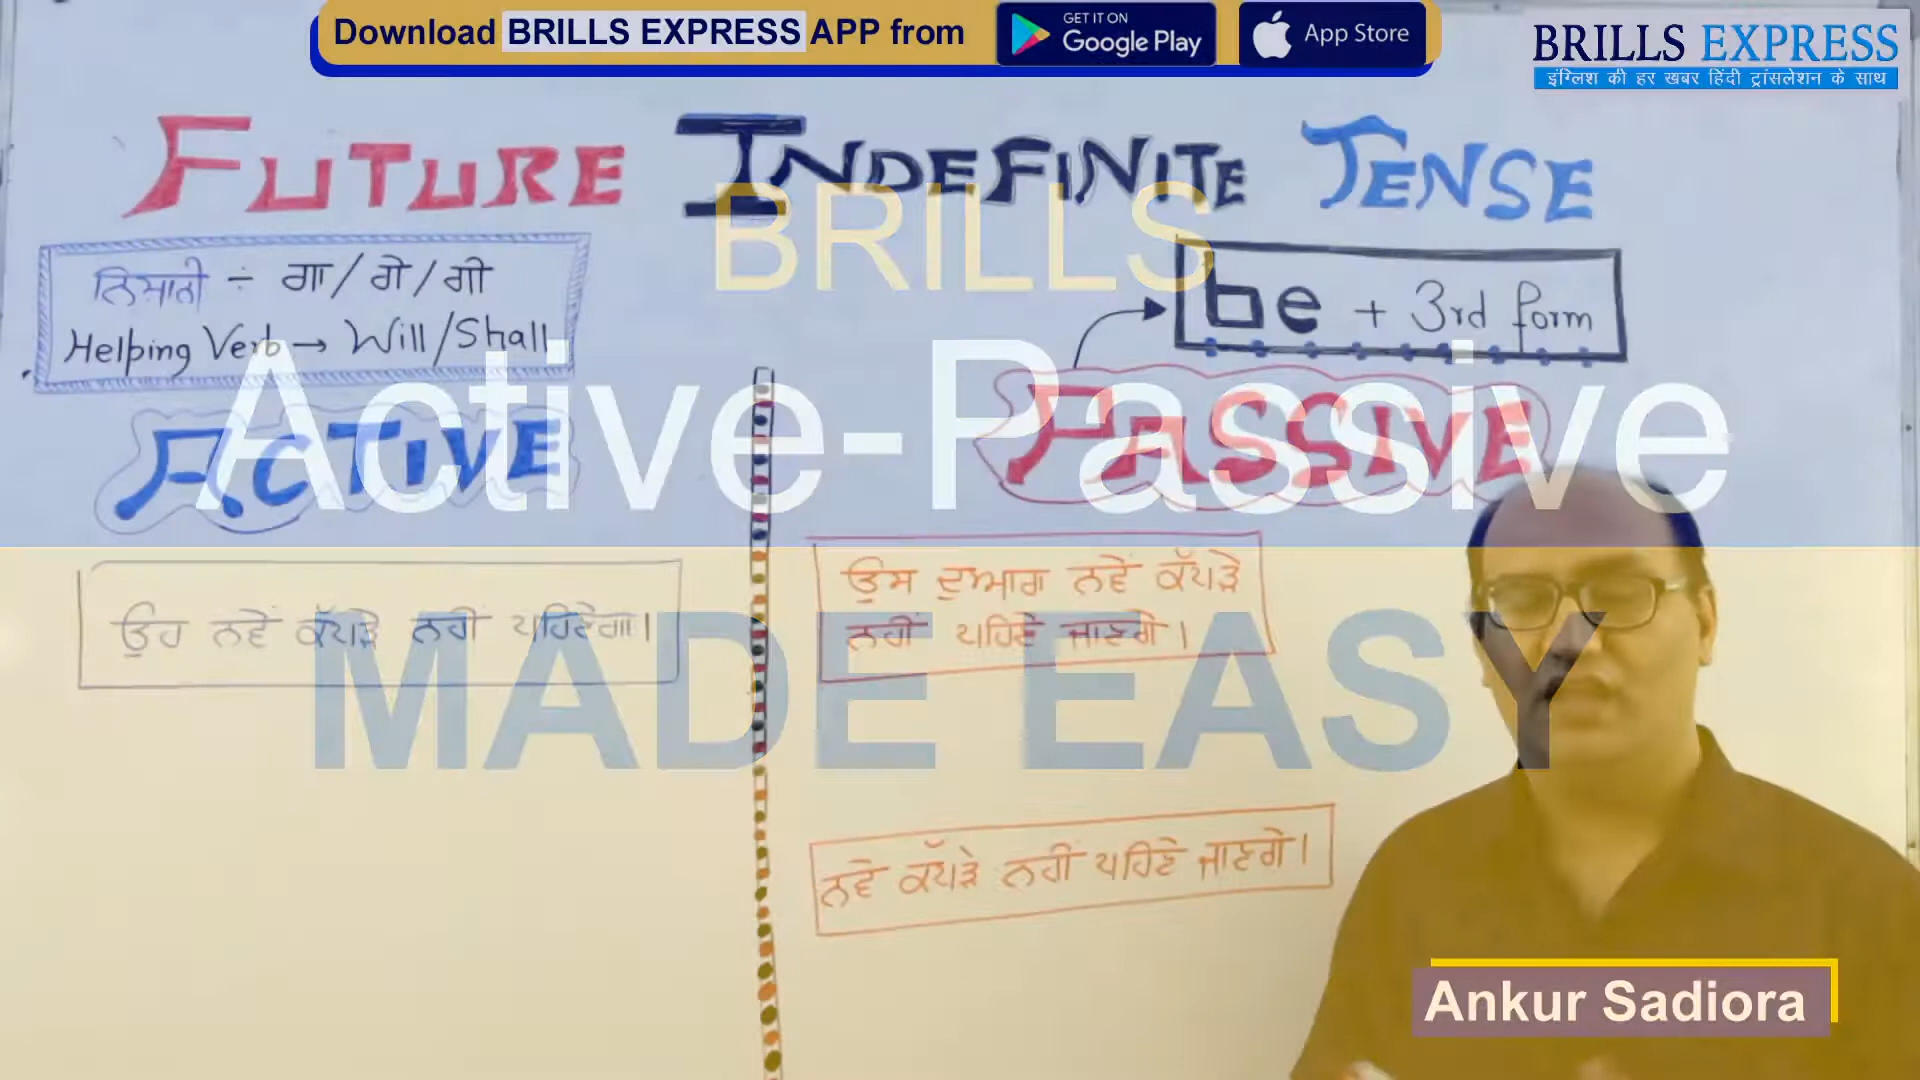 Download BRILLS EXPRESS APP from
GET IT ON
Google Play
App Store
BRILLS EXPRESS
इंग्लिश की हर खबर हिंदी ट्रांसलेशन के साथ
FUTURE INDEFINITE TENSE
BRILLS
ਨਿਸ਼ਾਨੀ ÷ ਗਾ/ਗੇ/ਗੀ
Helping Verb → Will/Shall
be + 3rd form
Active-Passive
ACTIVE
PASSIVE
ਉਹ ਨਵੇਂ ਕੱਪੜੇ ਨਹੀਂ ਪਹਿਣੇਗਾ।
ਉਸ ਦੁਆਰਾ ਨਵੇਂ ਕੱਪੜੇ
ਨਹੀਂ ਪਹਿਣੇ ਜਾਣਗੇ।
MADE EASY
ਨਵੇਂ ਕੱਪੜੇ ਨਹੀਂ ਪਹਿਣੇ ਜਾਣਗੇ।
Ankur Sadiora